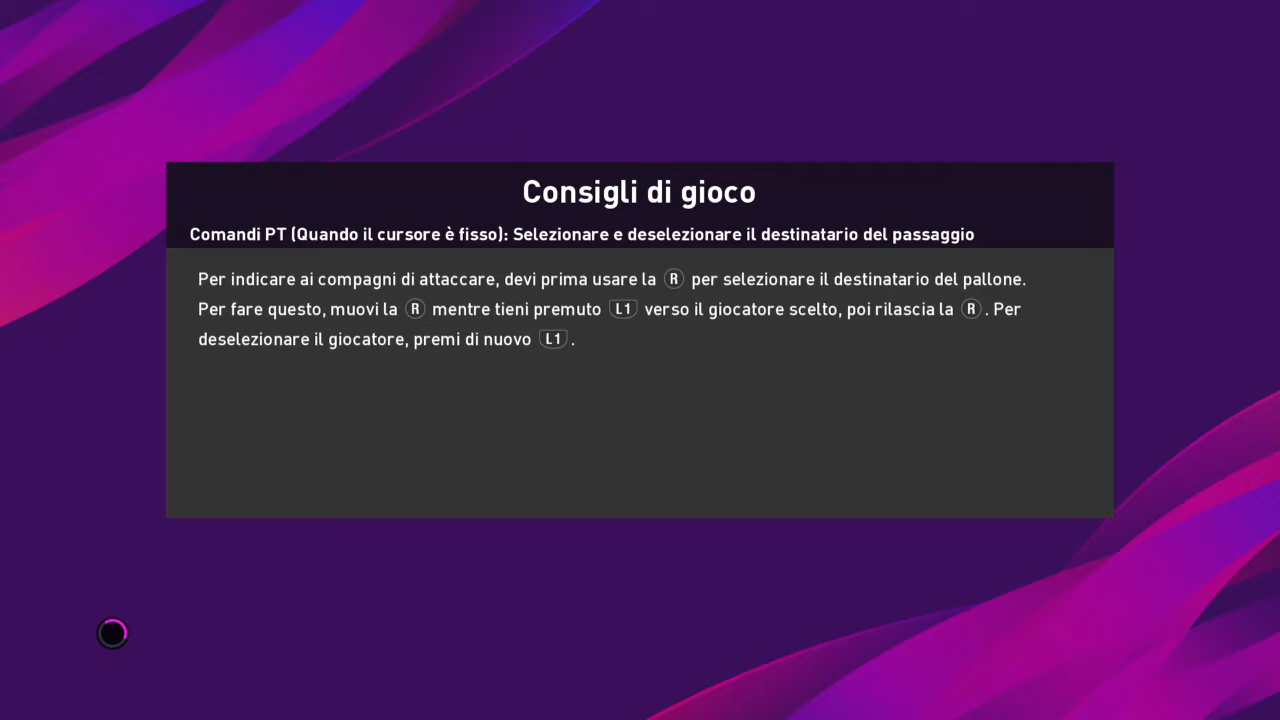 Consigli di gioco
Comandi PT (Quando il cursore è fisso): Selezionare e deselezionare il destinatario del passaggio
Per indicare ai compagni di attaccare, devi prima usare la R per selezionare il destinatario del pallone.
Per fare questo, muovi la R mentre tieni premuto L1 verso il giocatore scelto, poi rilascia la R. Per
deselezionare il giocatore, premi di nuovo L1.